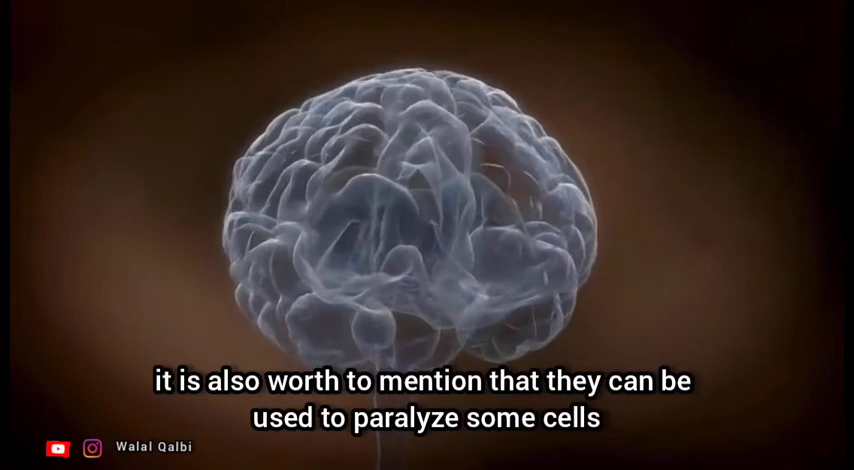 it is also worth to mention that they can be
used to paralyze some cells
Walal Qalbi